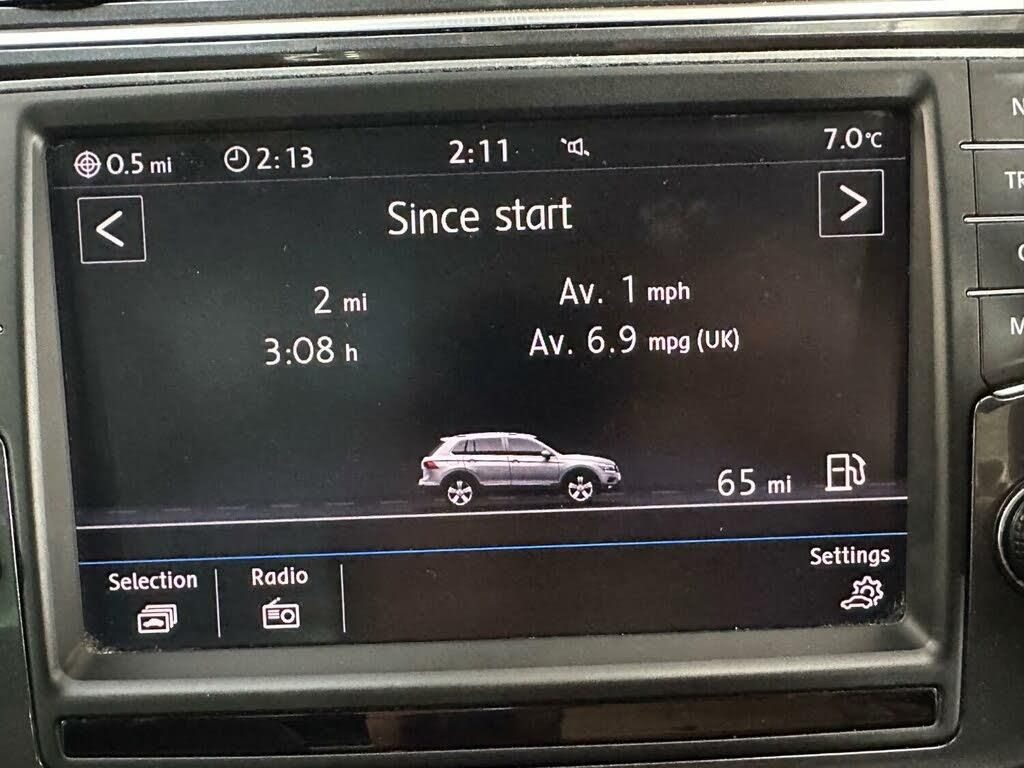 0.5 mi 2:13 2:11 7.0°C
< Since start >
2 mi Av. 1 mph
3:08 h Av. 6.9 mpg (UK)
65 mi
Selection Radio Settings